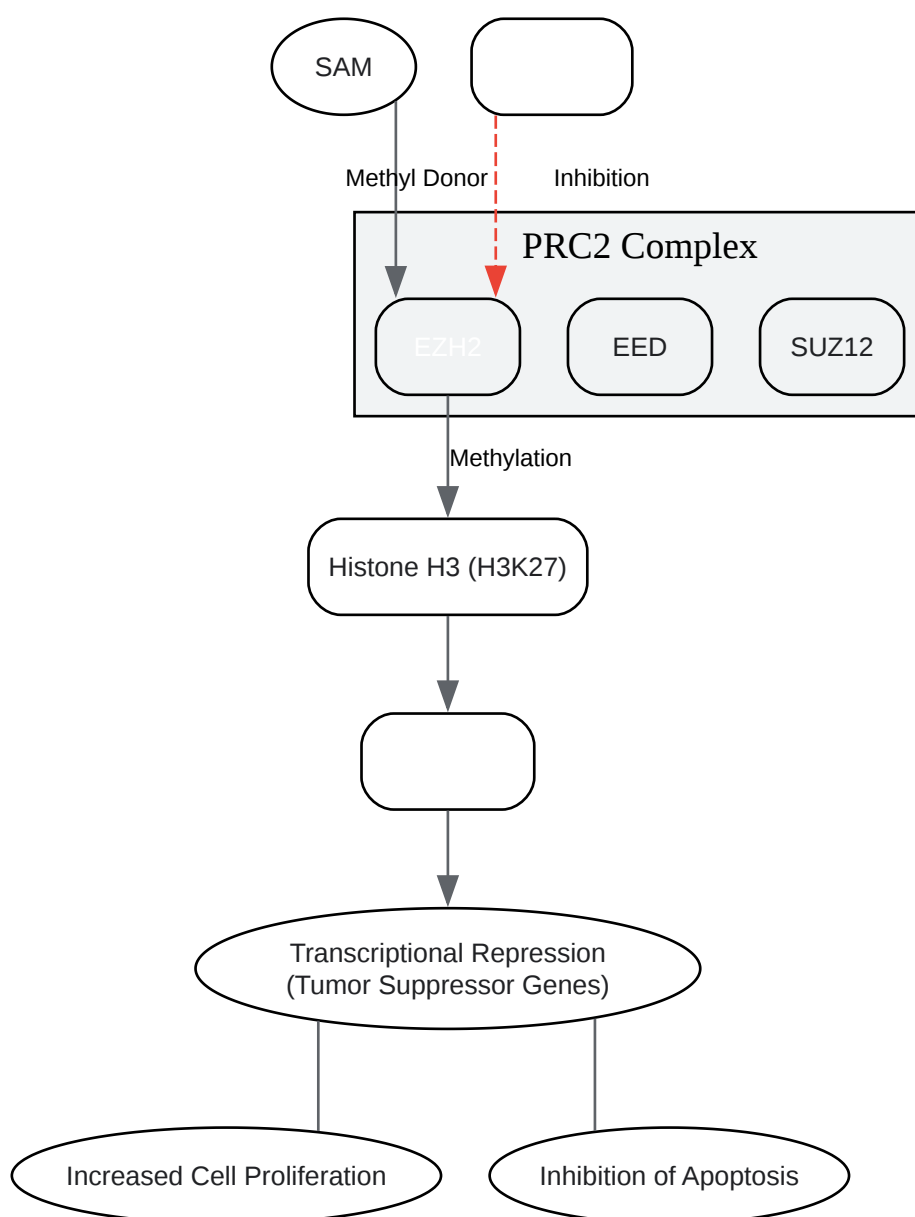 SAM
Methyl Donor
Inhibition
PRC2 Complex
EZH2
EED
SUZ12
Methylation
Histone H3 (H3K27)
Transcriptional Repression
(Tumor Suppressor Genes)
Increased Cell Proliferation
Inhibition of Apoptosis